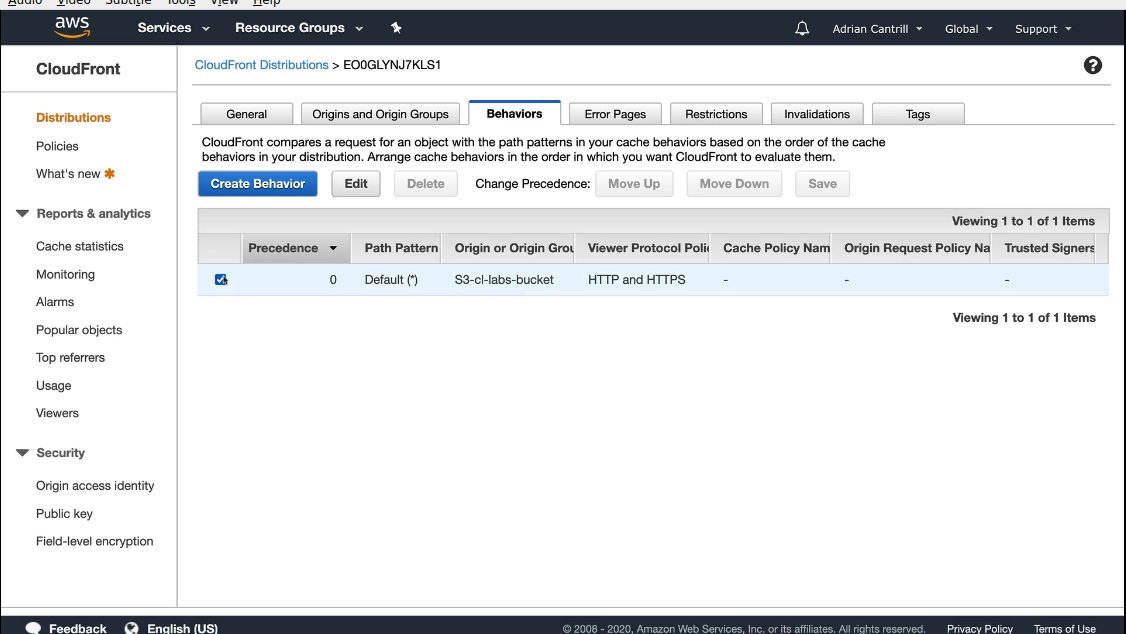 Audio Video Subtitle Tools View Help
aws Services Resource Groups Adrian Cantrill Global Support
CloudFront
CloudFront Distributions > EO0GLYNJ7KLS1
Distributions
Policies
What's new
Reports & analytics
Cache statistics
Monitoring
Alarms
Popular objects
Top referrers
Usage
Viewers
Security
Origin access identity
Public key
Field-level encryption
General Origins and Origin Groups Behaviors Error Pages Restrictions Invalidations Tags
CloudFront compares a request for an object with the path patterns in your cache behaviors based on the order of the cache
behaviors in your distribution. Arrange cache behaviors in the order in which you want CloudFront to evaluate them.
Create Behavior Edit Delete Change Precedence: Move Up Move Down Save
Viewing 1 to 1 of 1 Items
Precedence Path Pattern Origin or Origin Grou Viewer Protocol Poli Cache Policy Nam Origin Request Policy Na Trusted Signers
0 Default (*) S3-cl-labs-bucket HTTP and HTTPS - - -
Viewing 1 to 1 of 1 Items
Feedback English (US) © 2008 - 2020, Amazon Web Services, Inc. or its affiliates. All rights reserved. Privacy Policy Terms of Use